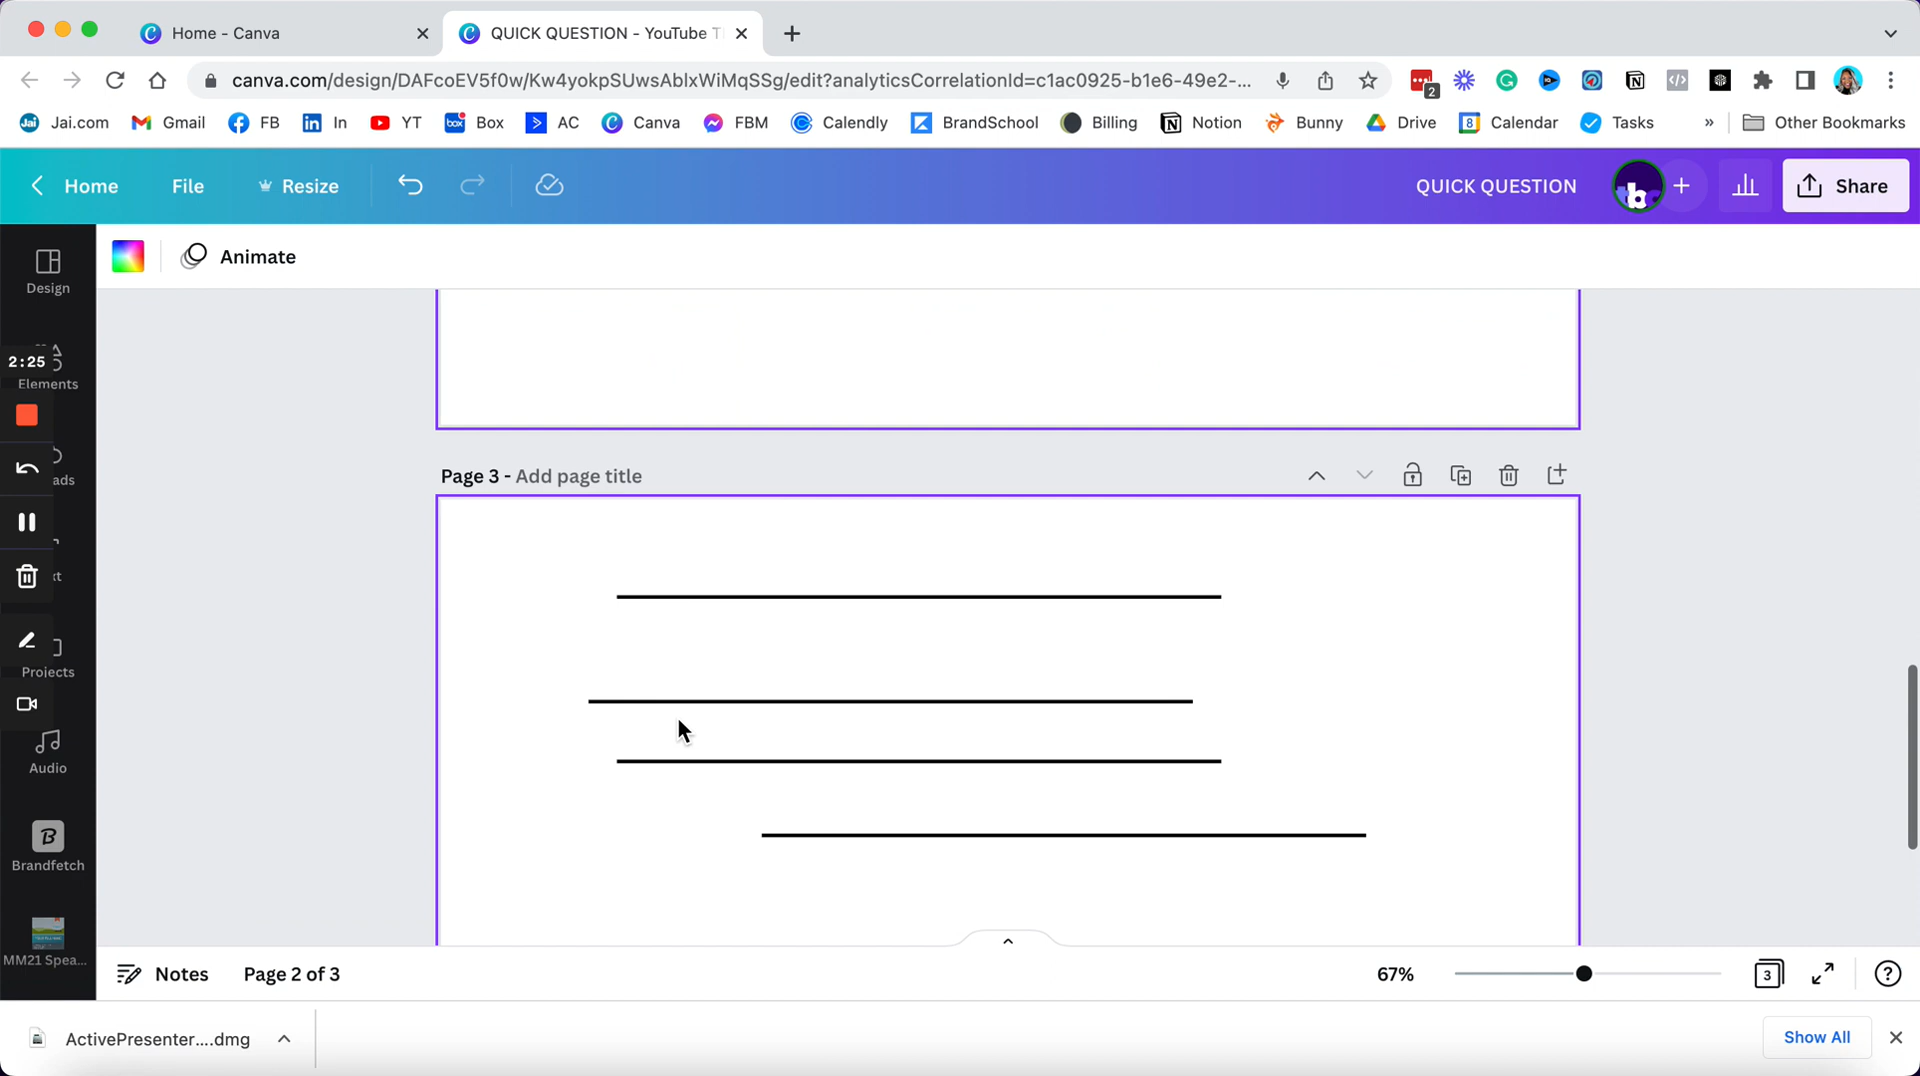 Home - Canva
QUICK QUESTION - YouTube T
canva.com/design/DAFcoEV5f0w/Kw4yokpSUwsAblxWiMqSSg/edit?analyticsCorrelationId=c1ac0925-b1e6-49e2-...
2
Jai.com Gmail FB In YT Box AC Canva FBM Calendly BrandSchool Billing Notion Bunny Drive Calendar Tasks » Other Bookmarks
Home File Resize QUICK QUESTION Share
Animate
Design
2:25
Elements
ads
Page 3 - Add page title
xt
Projects
Audio
Brandfetch
MM21 Spea...
Notes Page 2 of 3 67% 3
ActivePresenter....dmg Show All